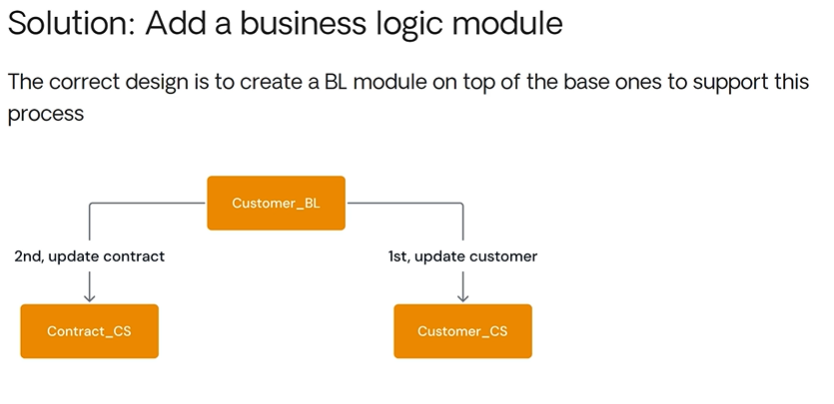 Solution: Add a business logic module
The correct design is to create a BL module on top of the base ones to support this
process
Customer_BL
2nd, update contract
1st, update customer
Contract_CS
Customer_CS